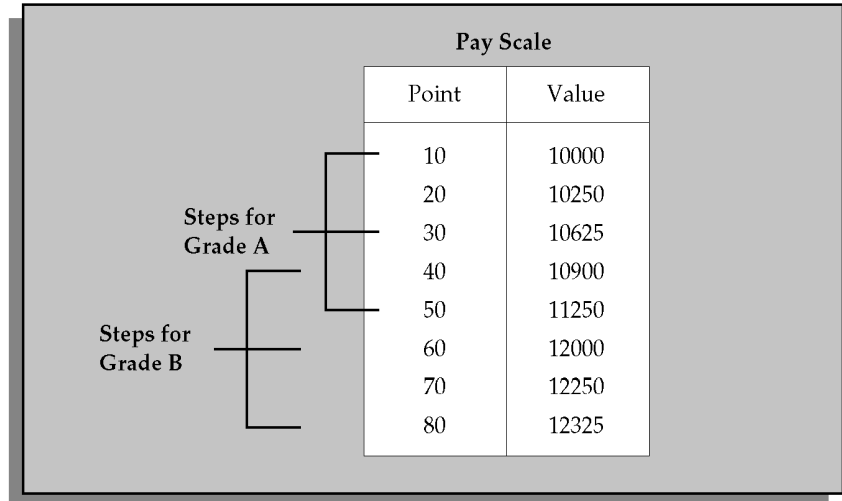 Pay Scale
Point Value
10 10000
20 10250
Steps for
Grade A
30 10625
40 10900
50 11250
Steps for
Grade B
60 12000
70 12250
80 12325